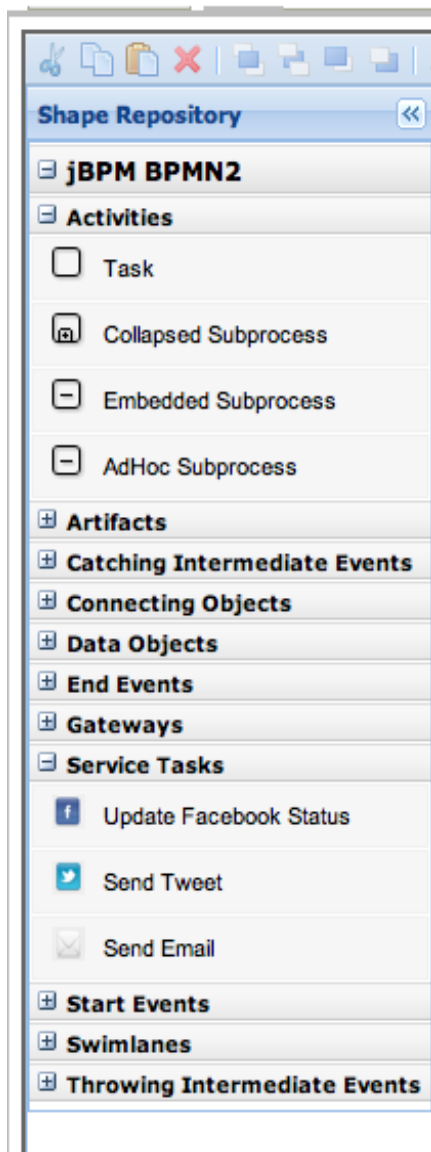 Shape Repository
jBPM BPMN2
Activities
Task
Collapsed Subprocess
Embedded Subprocess
AdHoc Subprocess
Artifacts
Catching Intermediate Events
Connecting Objects
Data Objects
End Events
Gateways
Service Tasks
Update Facebook Status
Send Tweet
Send Email
Start Events
Swimlanes
Throwing Intermediate Events